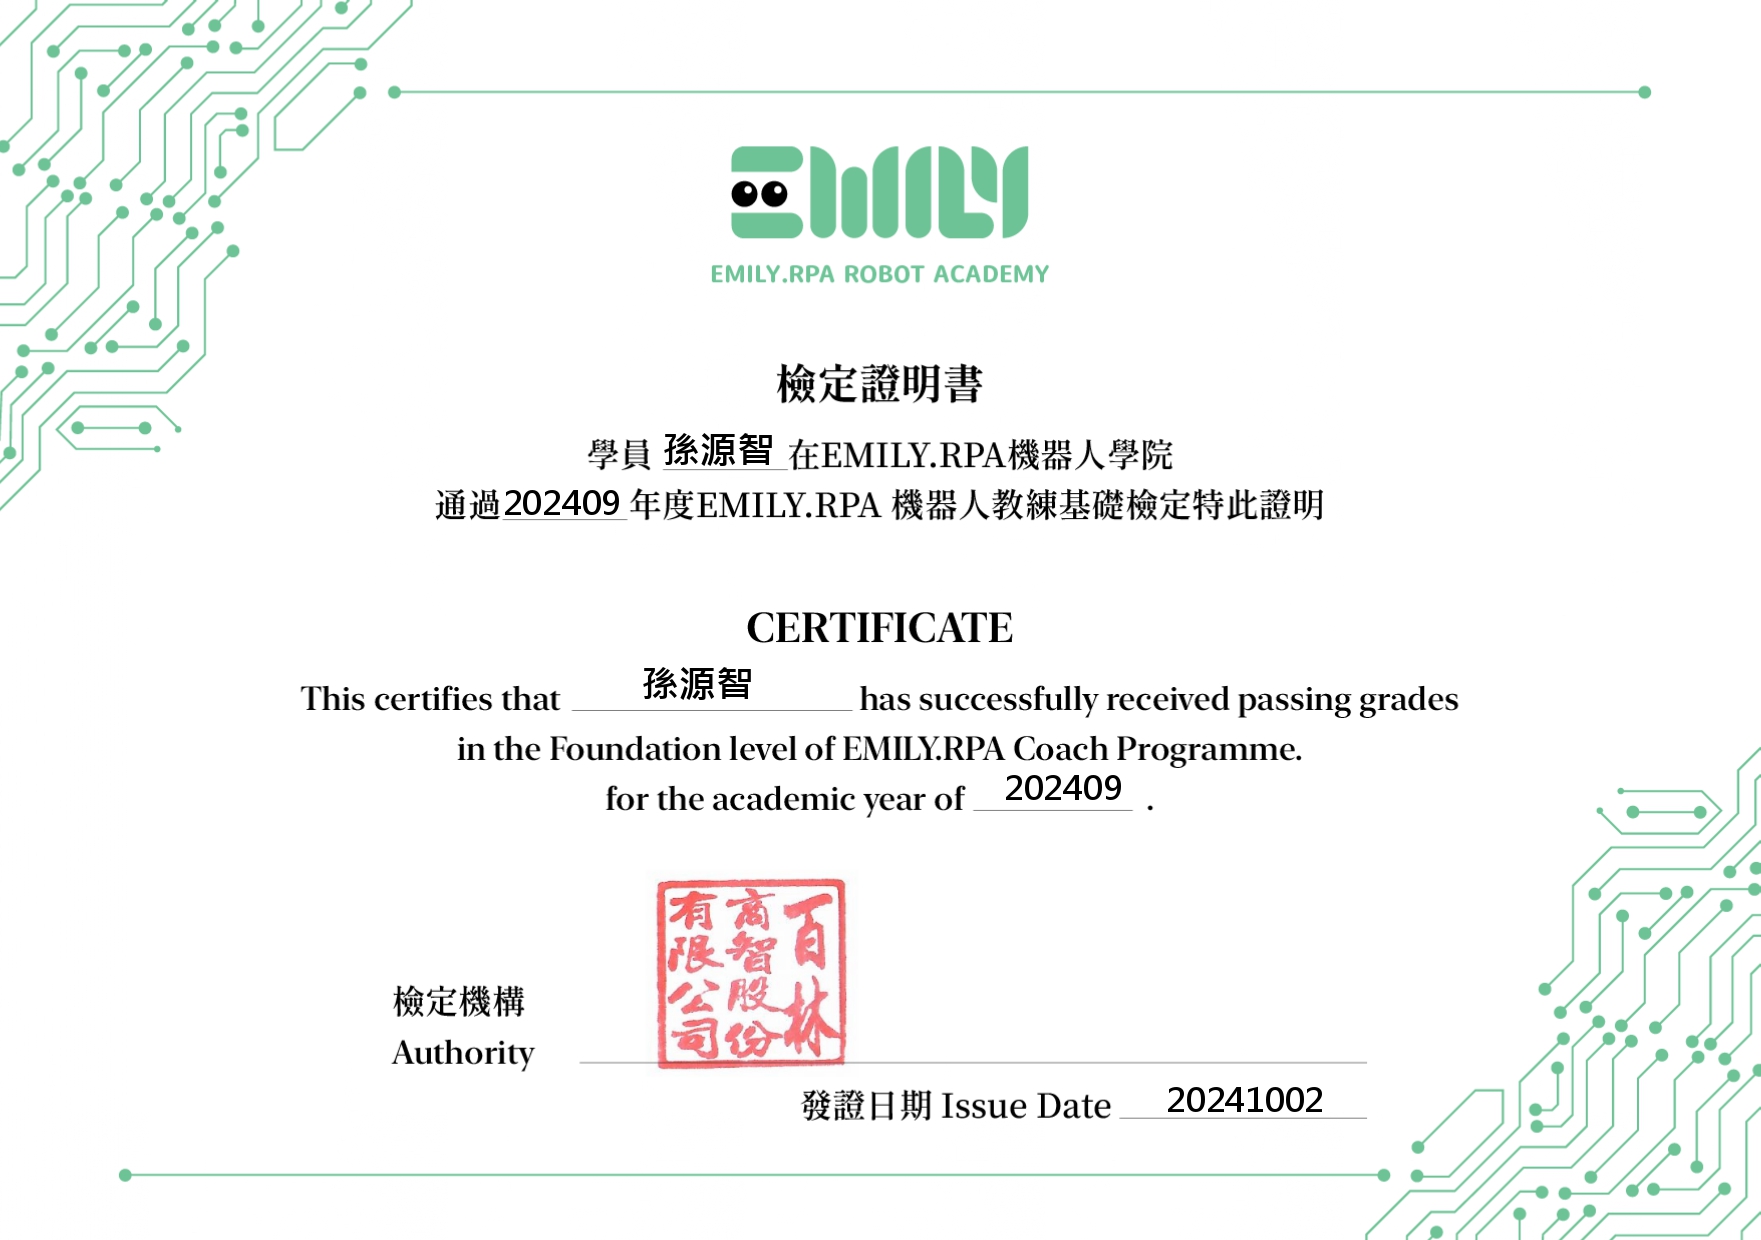 EMILY
EMILY.RPA ROBOT ACADEMY
檢定證明書
學員 孫源智 在EMILY.RPA機器人學院
通過202409 年度EMILY.RPA 機器人教練基礎檢定特此證明
CERTIFICATE
This certifies that 孫源智 has successfully received passing grades
in the Foundation level of EMILY.RPA Coach Programme.
for the academic year of 202409 .
百林
商智股份
有限公司
檢定機構
Authority
發證日期 Issue Date 20241002